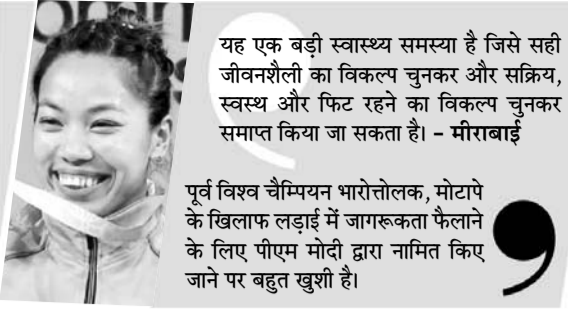 यह एक बड़ी स्वास्थ्य समस्या है जिसे सही
जीवनशैली का विकल्प चुनकर और सक्रिय,
स्वस्थ और फिट रहने का विकल्प चुनकर
समाप्त किया जा सकता है। – मीराबाई
पूर्व विश्व चैम्पियन भारोत्तोलक, मोटापे
के खिलाफ लड़ाई में जागरूकता फैलाने
के लिए पीएम मोदी द्वारा नामित किए
जाने पर बहुत खुशी है।